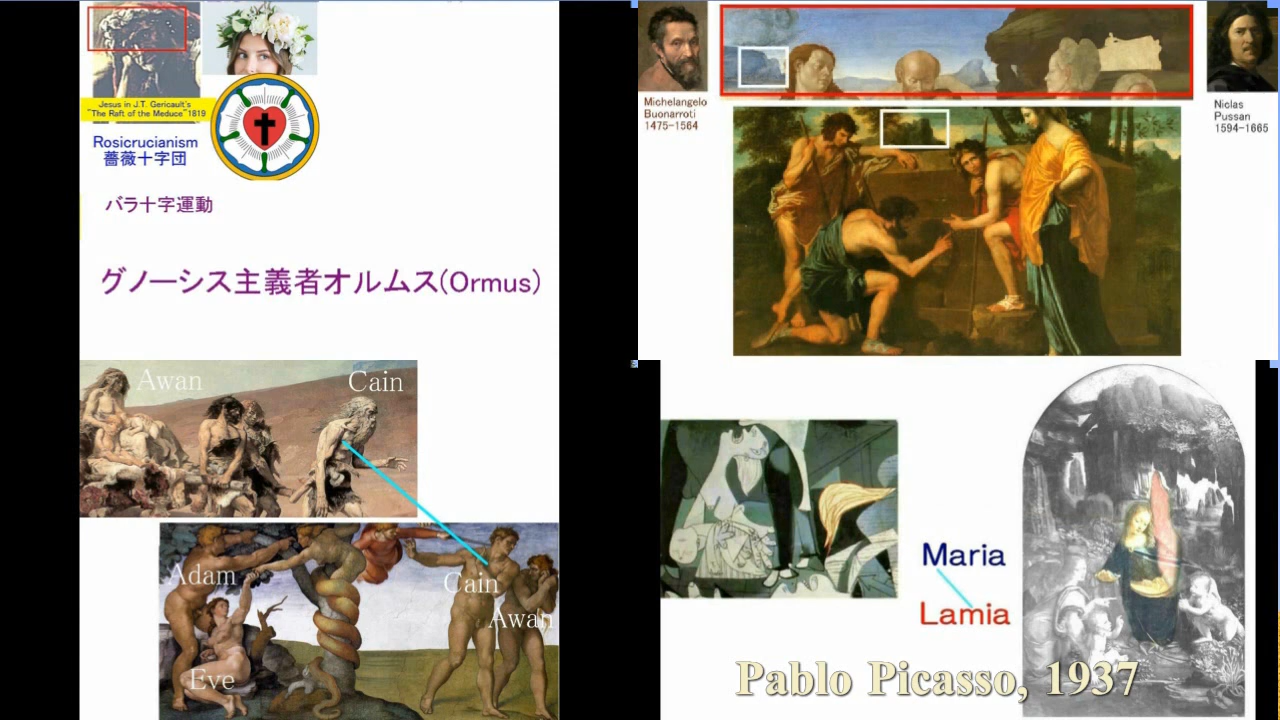 Jesus in J.T. Gericault's
"The Raft of the Meduce"1819
Rosicrucianism
薔薇十字団
バラ十字運動
グノーシス主義者オルムス(Ormus)
Awan
Cain
Adam
Cain
Awan
Eve
Michelangelo
Buonarroti
1475-1564
Niclas
Pussan
1594-1665
Maria
Lamia
Pablo Picasso, 1937